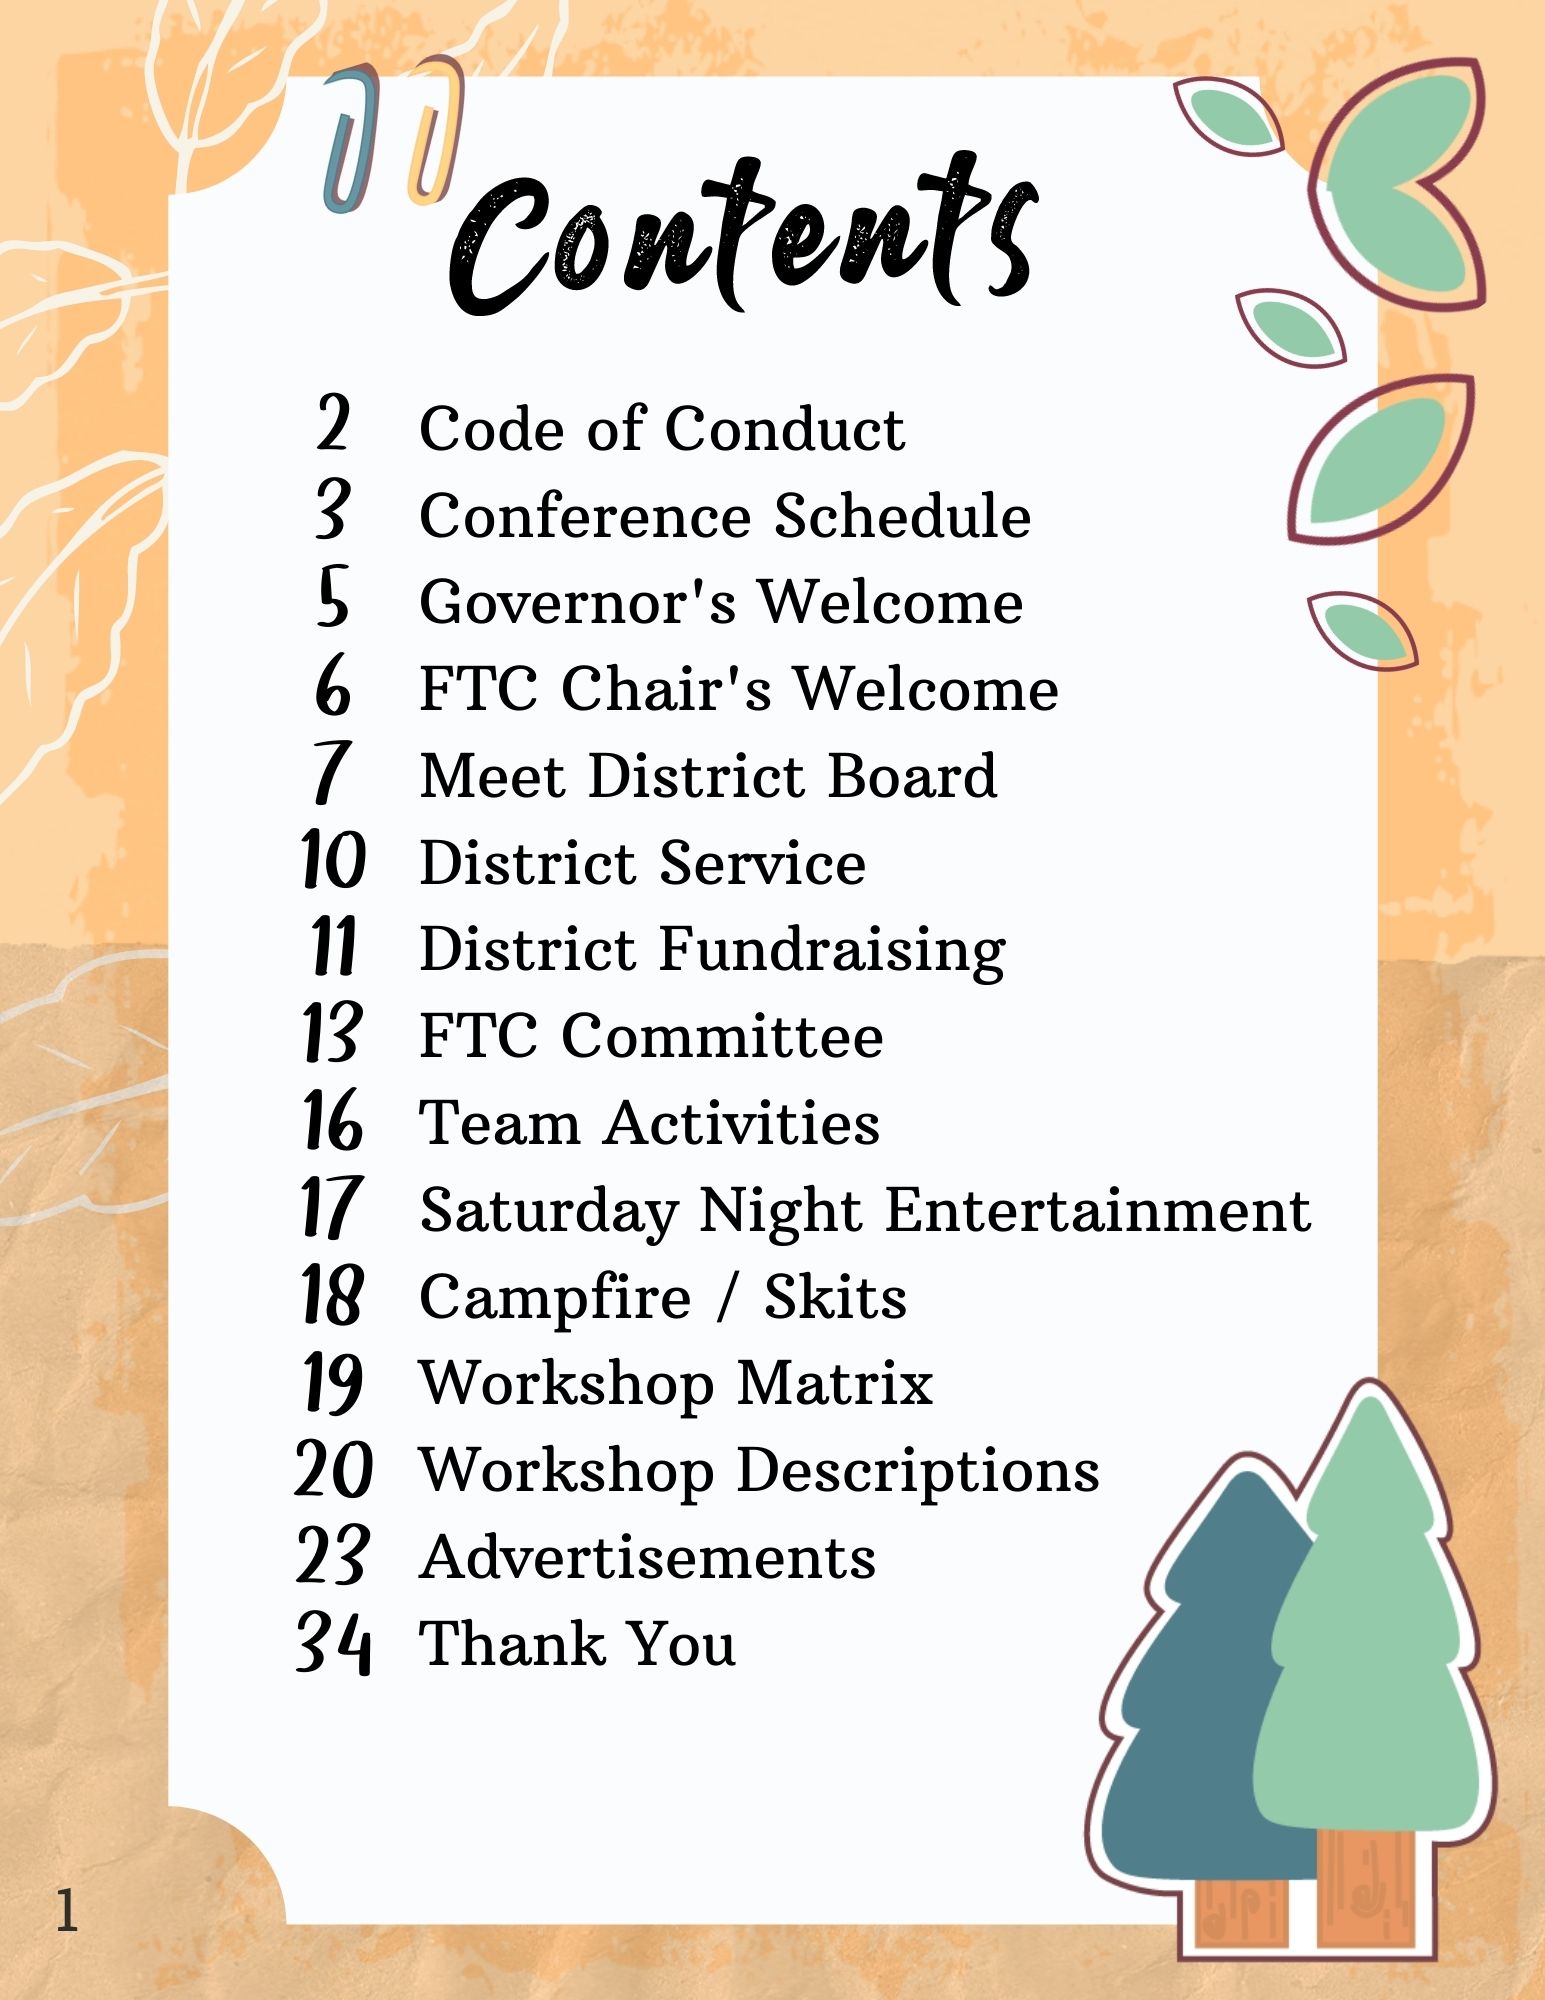 Contents
2 Code of Conduct
3 Conference Schedule
5 Governor's Welcome
6 FTC Chair's Welcome
7 Meet District Board
10 District Service
11 District Fundraising
13 FTC Committee
16 Team Activities
17 Saturday Night Entertainment
18 Campfire / Skits
19 Workshop Matrix
20 Workshop Descriptions
23 Advertisements
34 Thank You
1